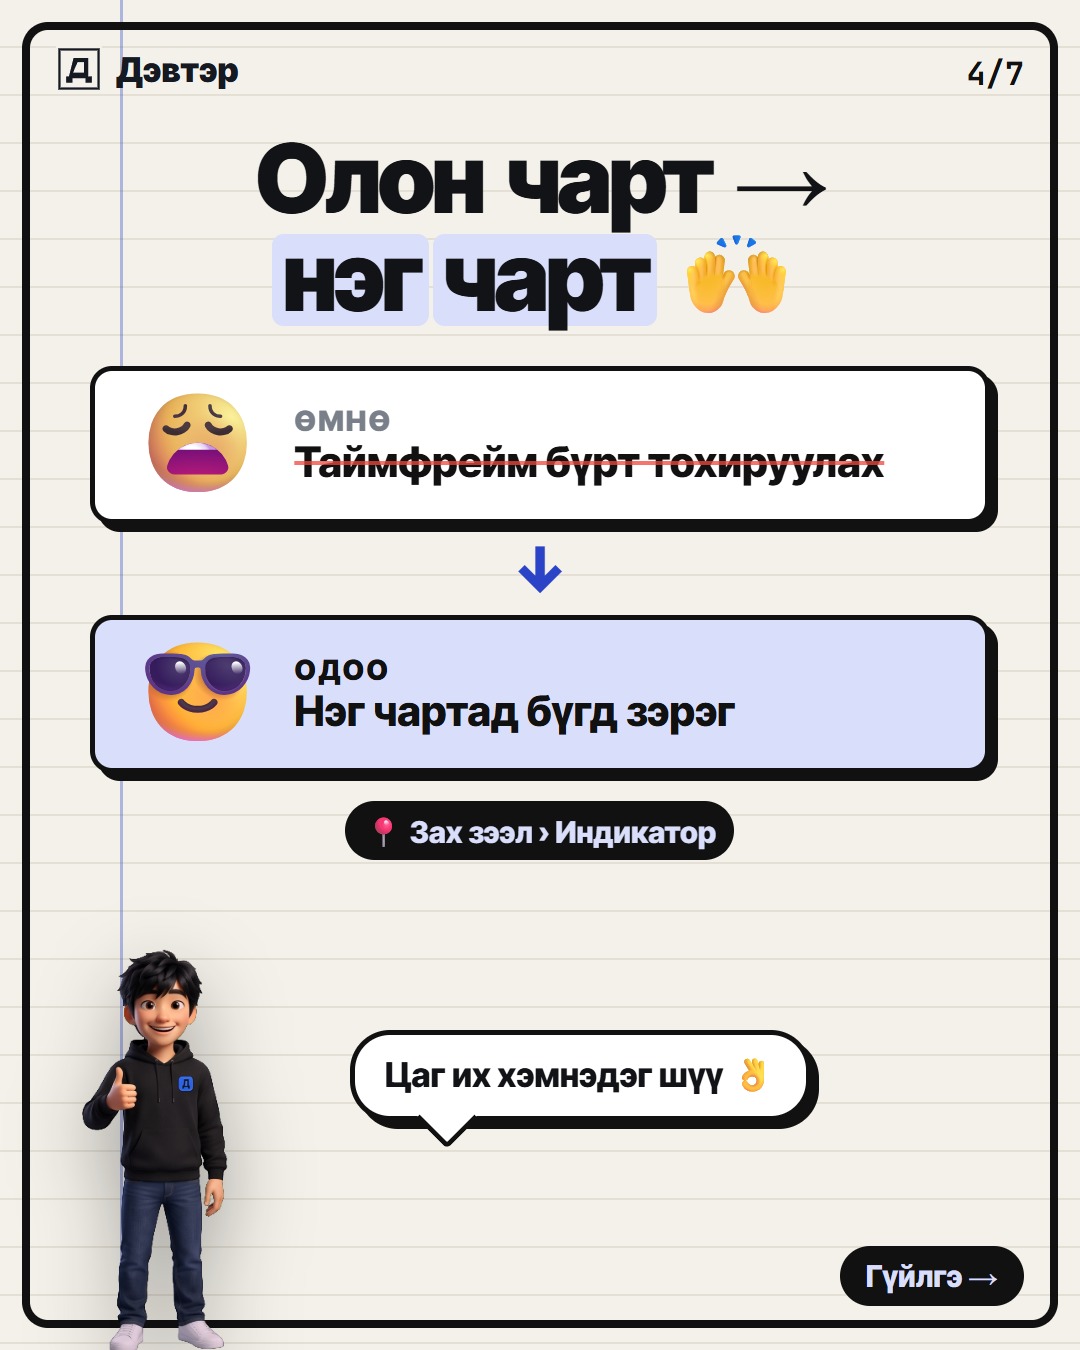 Д Дэвтэр
4/7
Олон чарт →
нэг чарт 🙌
өмнө
Таймфрейм бүрт тохируулах
↓
одоо
Нэг чартад бүгд зэрэг
📍 Зах зээл › Индикатор
Д
Цаг их хэмнэдэг шүү 👌
Гүйлгэ →